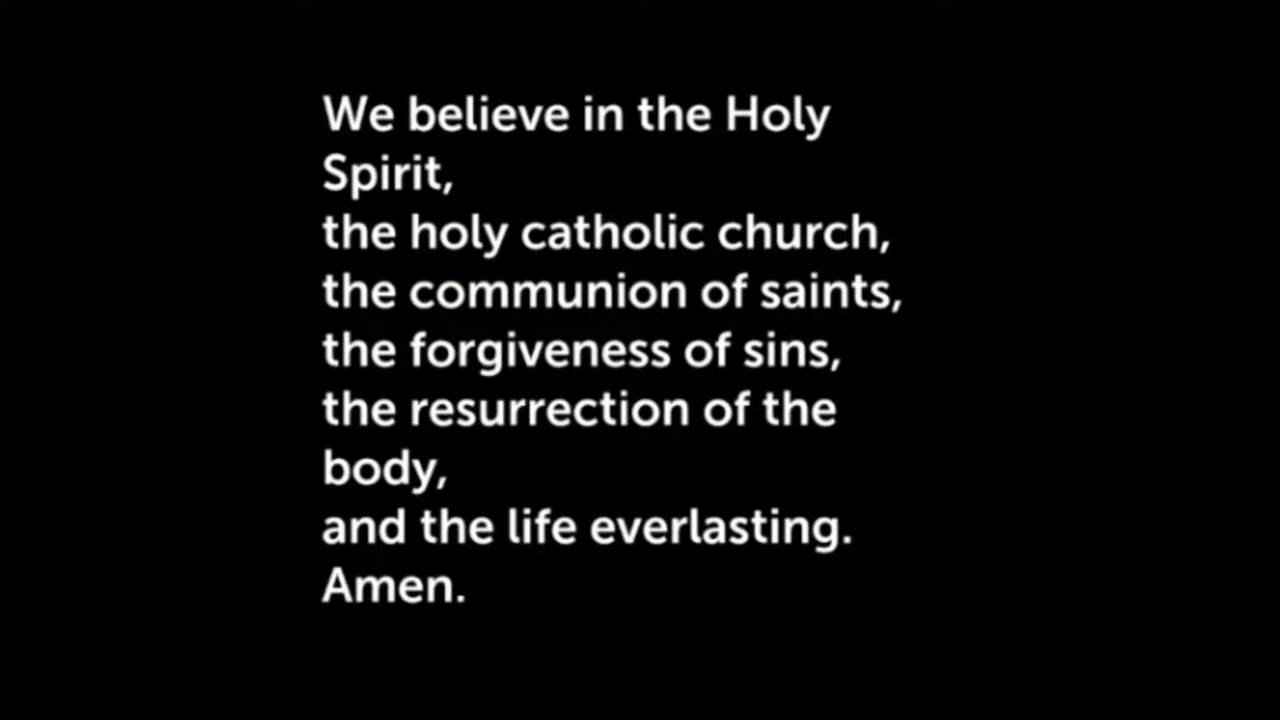 We believe in the Holy
Spirit,
the holy catholic church,
the communion of saints,
the forgiveness of sins,
the resurrection of the
body,
and the life everlasting.
Amen.